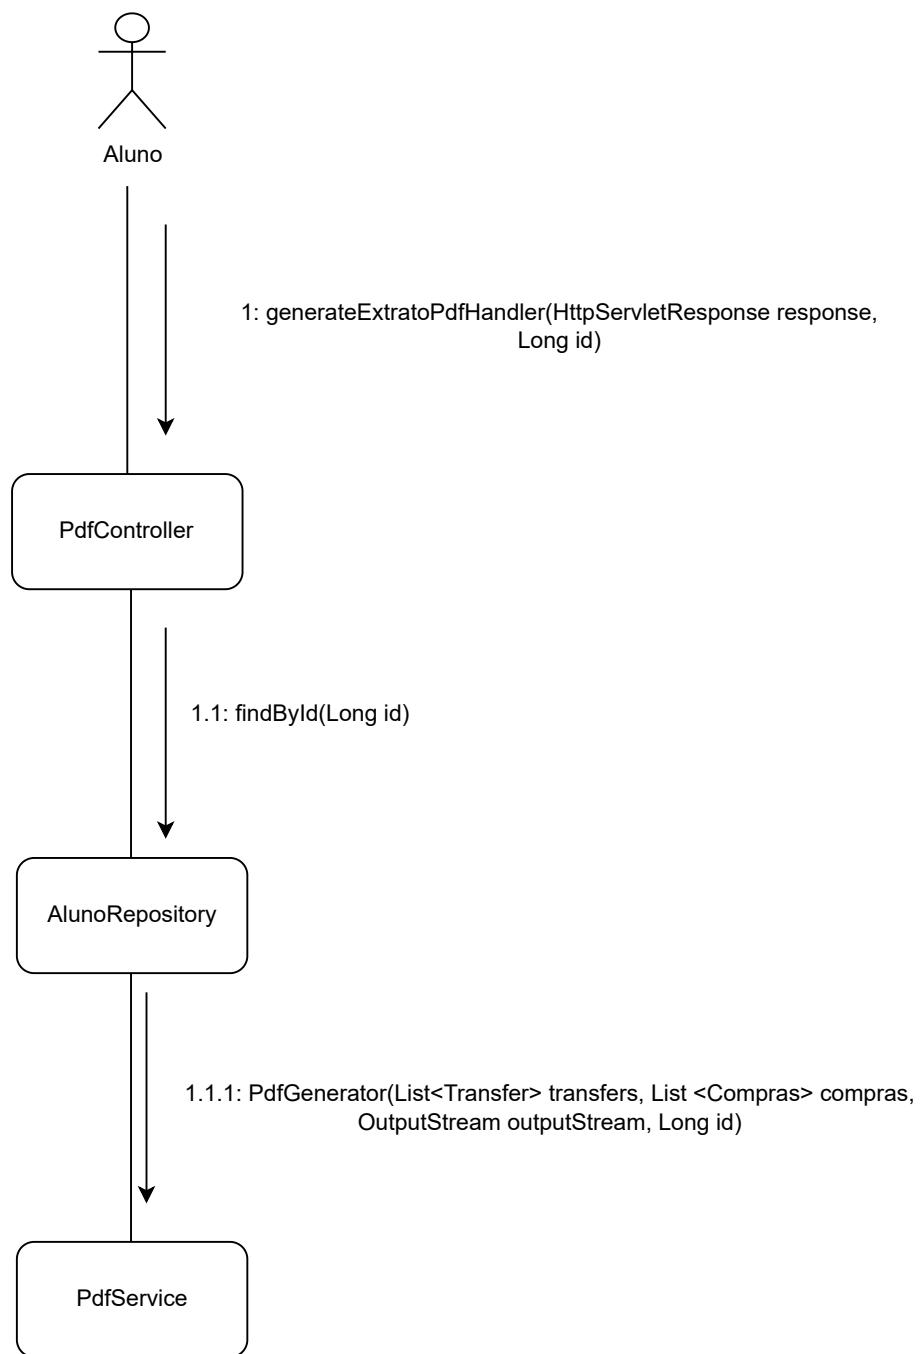 Aluno
1: generateExtratoPdfHandler(HttpServletResponse response,
Long id)
PdfController
1.1: findById(Long id)
AlunoRepository
1.1.1: PdfGenerator(List<Transfer> transfers, List <Compras> compras,
OutputStream outputStream, Long id)
PdfService